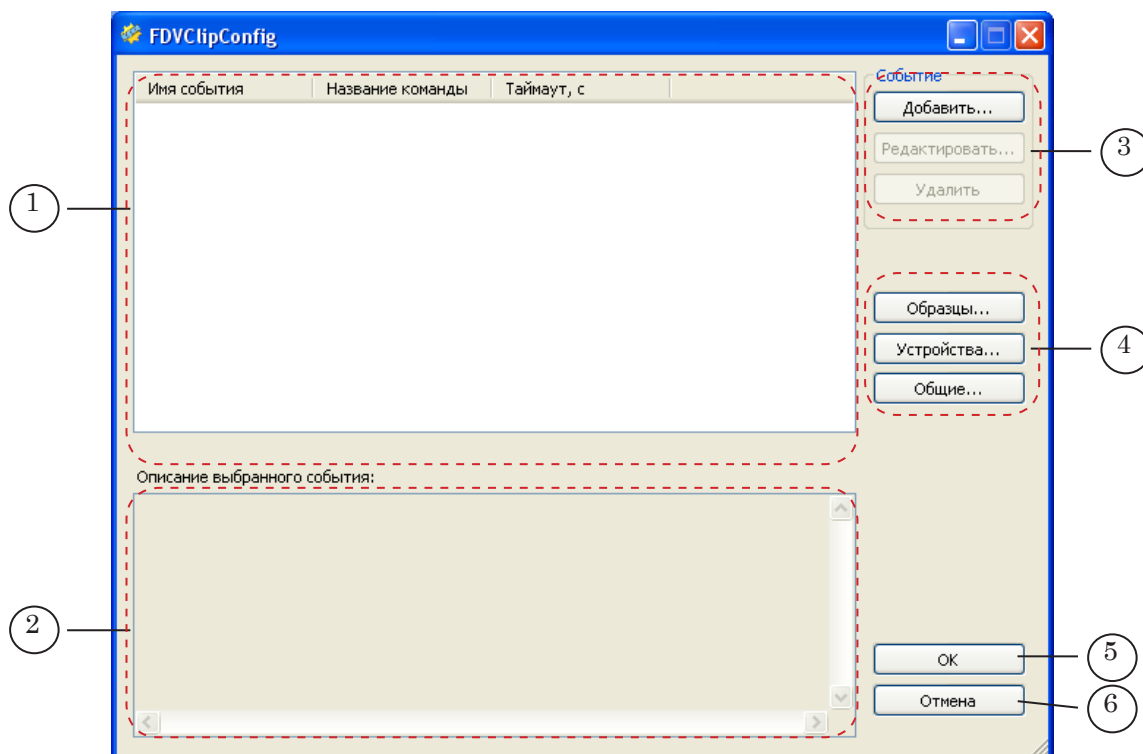 FDVClipConfig
Имя события Название команды Таймаут, с
Событие
Добавить...
Редактировать...
Удалить
3
1
Образцы...
Устройства...
Общие...
4
Описание выбранного события:
2
OK
5
Отмена
6